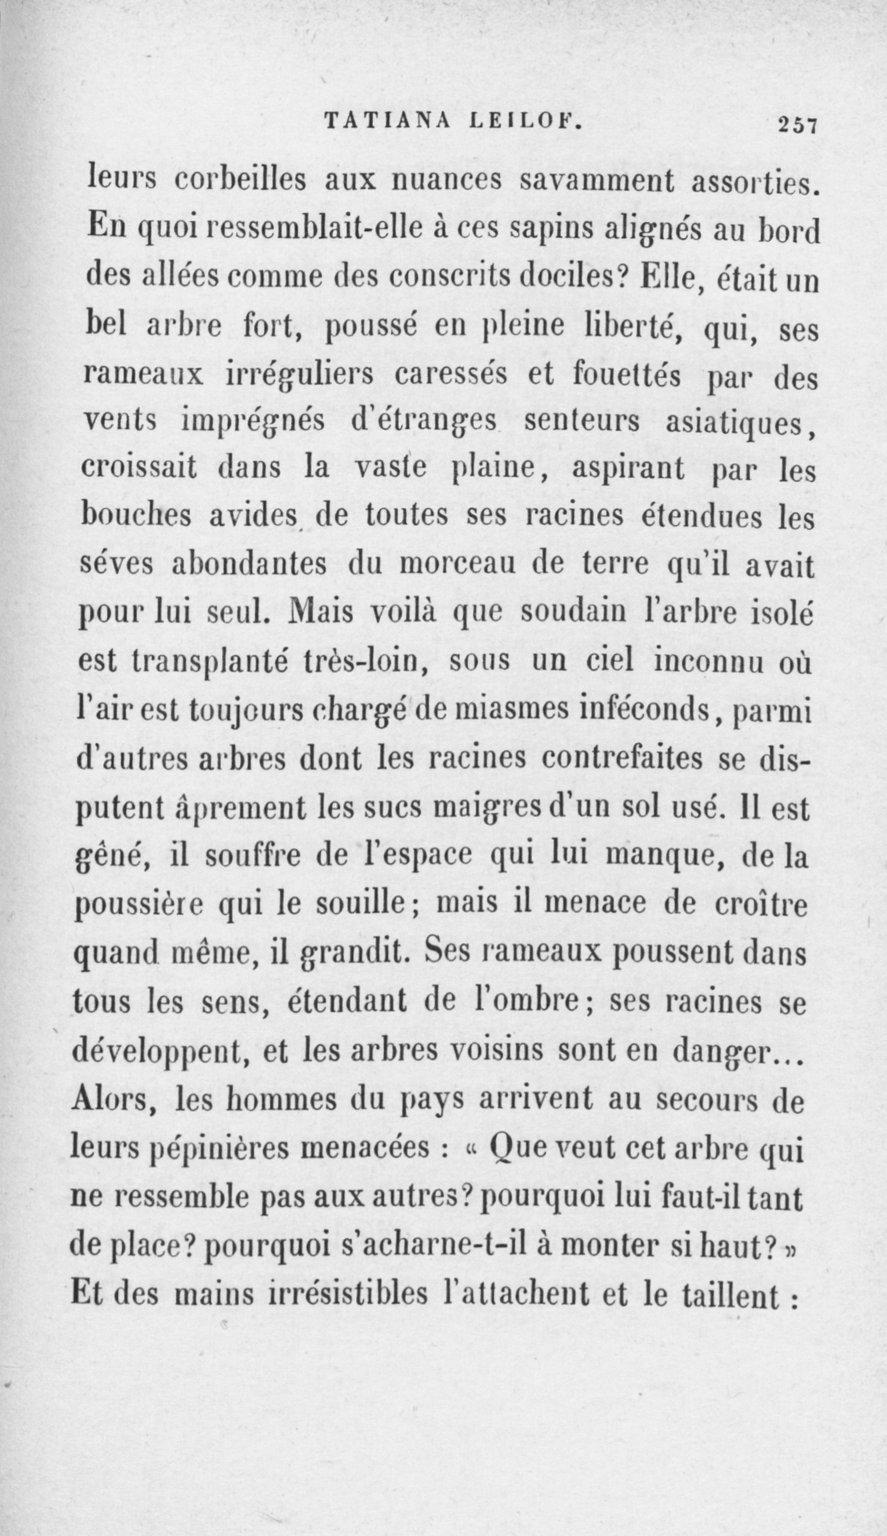 TATIANA LEILOF. 257
leurs corbeilles aux nuances savamment assorties.
En quoi ressemblait-elle à ces sapins alignés au bord
des allées comme des conscrits dociles? Elle, était un
bel arbre fort, poussé en pleine liberté, qui, ses
rameaux irréguliers caressés et fouettés par des
vents imprégnés d'étranges senteurs asiatiques,
croissait dans la vaste plaine, aspirant par les
bouches avides de toutes ses racines étendues les
séves abondantes du morceau de terre qu'il avait
pour lui seul. Mais voilà que soudain l'arbre isolé
est transplanté très-loin, sous un ciel inconnu où
l'air est toujours chargé de miasmes inféconds, parmi
d'autres arbres dont les racines contrefaites se dis-
putent âprement les sucs maigres d'un sol usé. Il est
gêné, il souffre de l'espace qui lui manque, de la
poussière qui le souille; mais il menace de croître
quand même, il grandit. Ses rameaux poussent dans
tous les sens, étendant de l'ombre; ses racines se
développent, et les arbres voisins sont en danger...
Alors, les hommes du pays arrivent au secours de
leurs pépinières menacées : « Que veut cet arbre qui
ne ressemble pas aux autres? pourquoi lui faut-il tant
de place? pourquoi s'acharne-t-il à monter si haut? »
Et des mains irrésistibles l'attachent et le taillent :